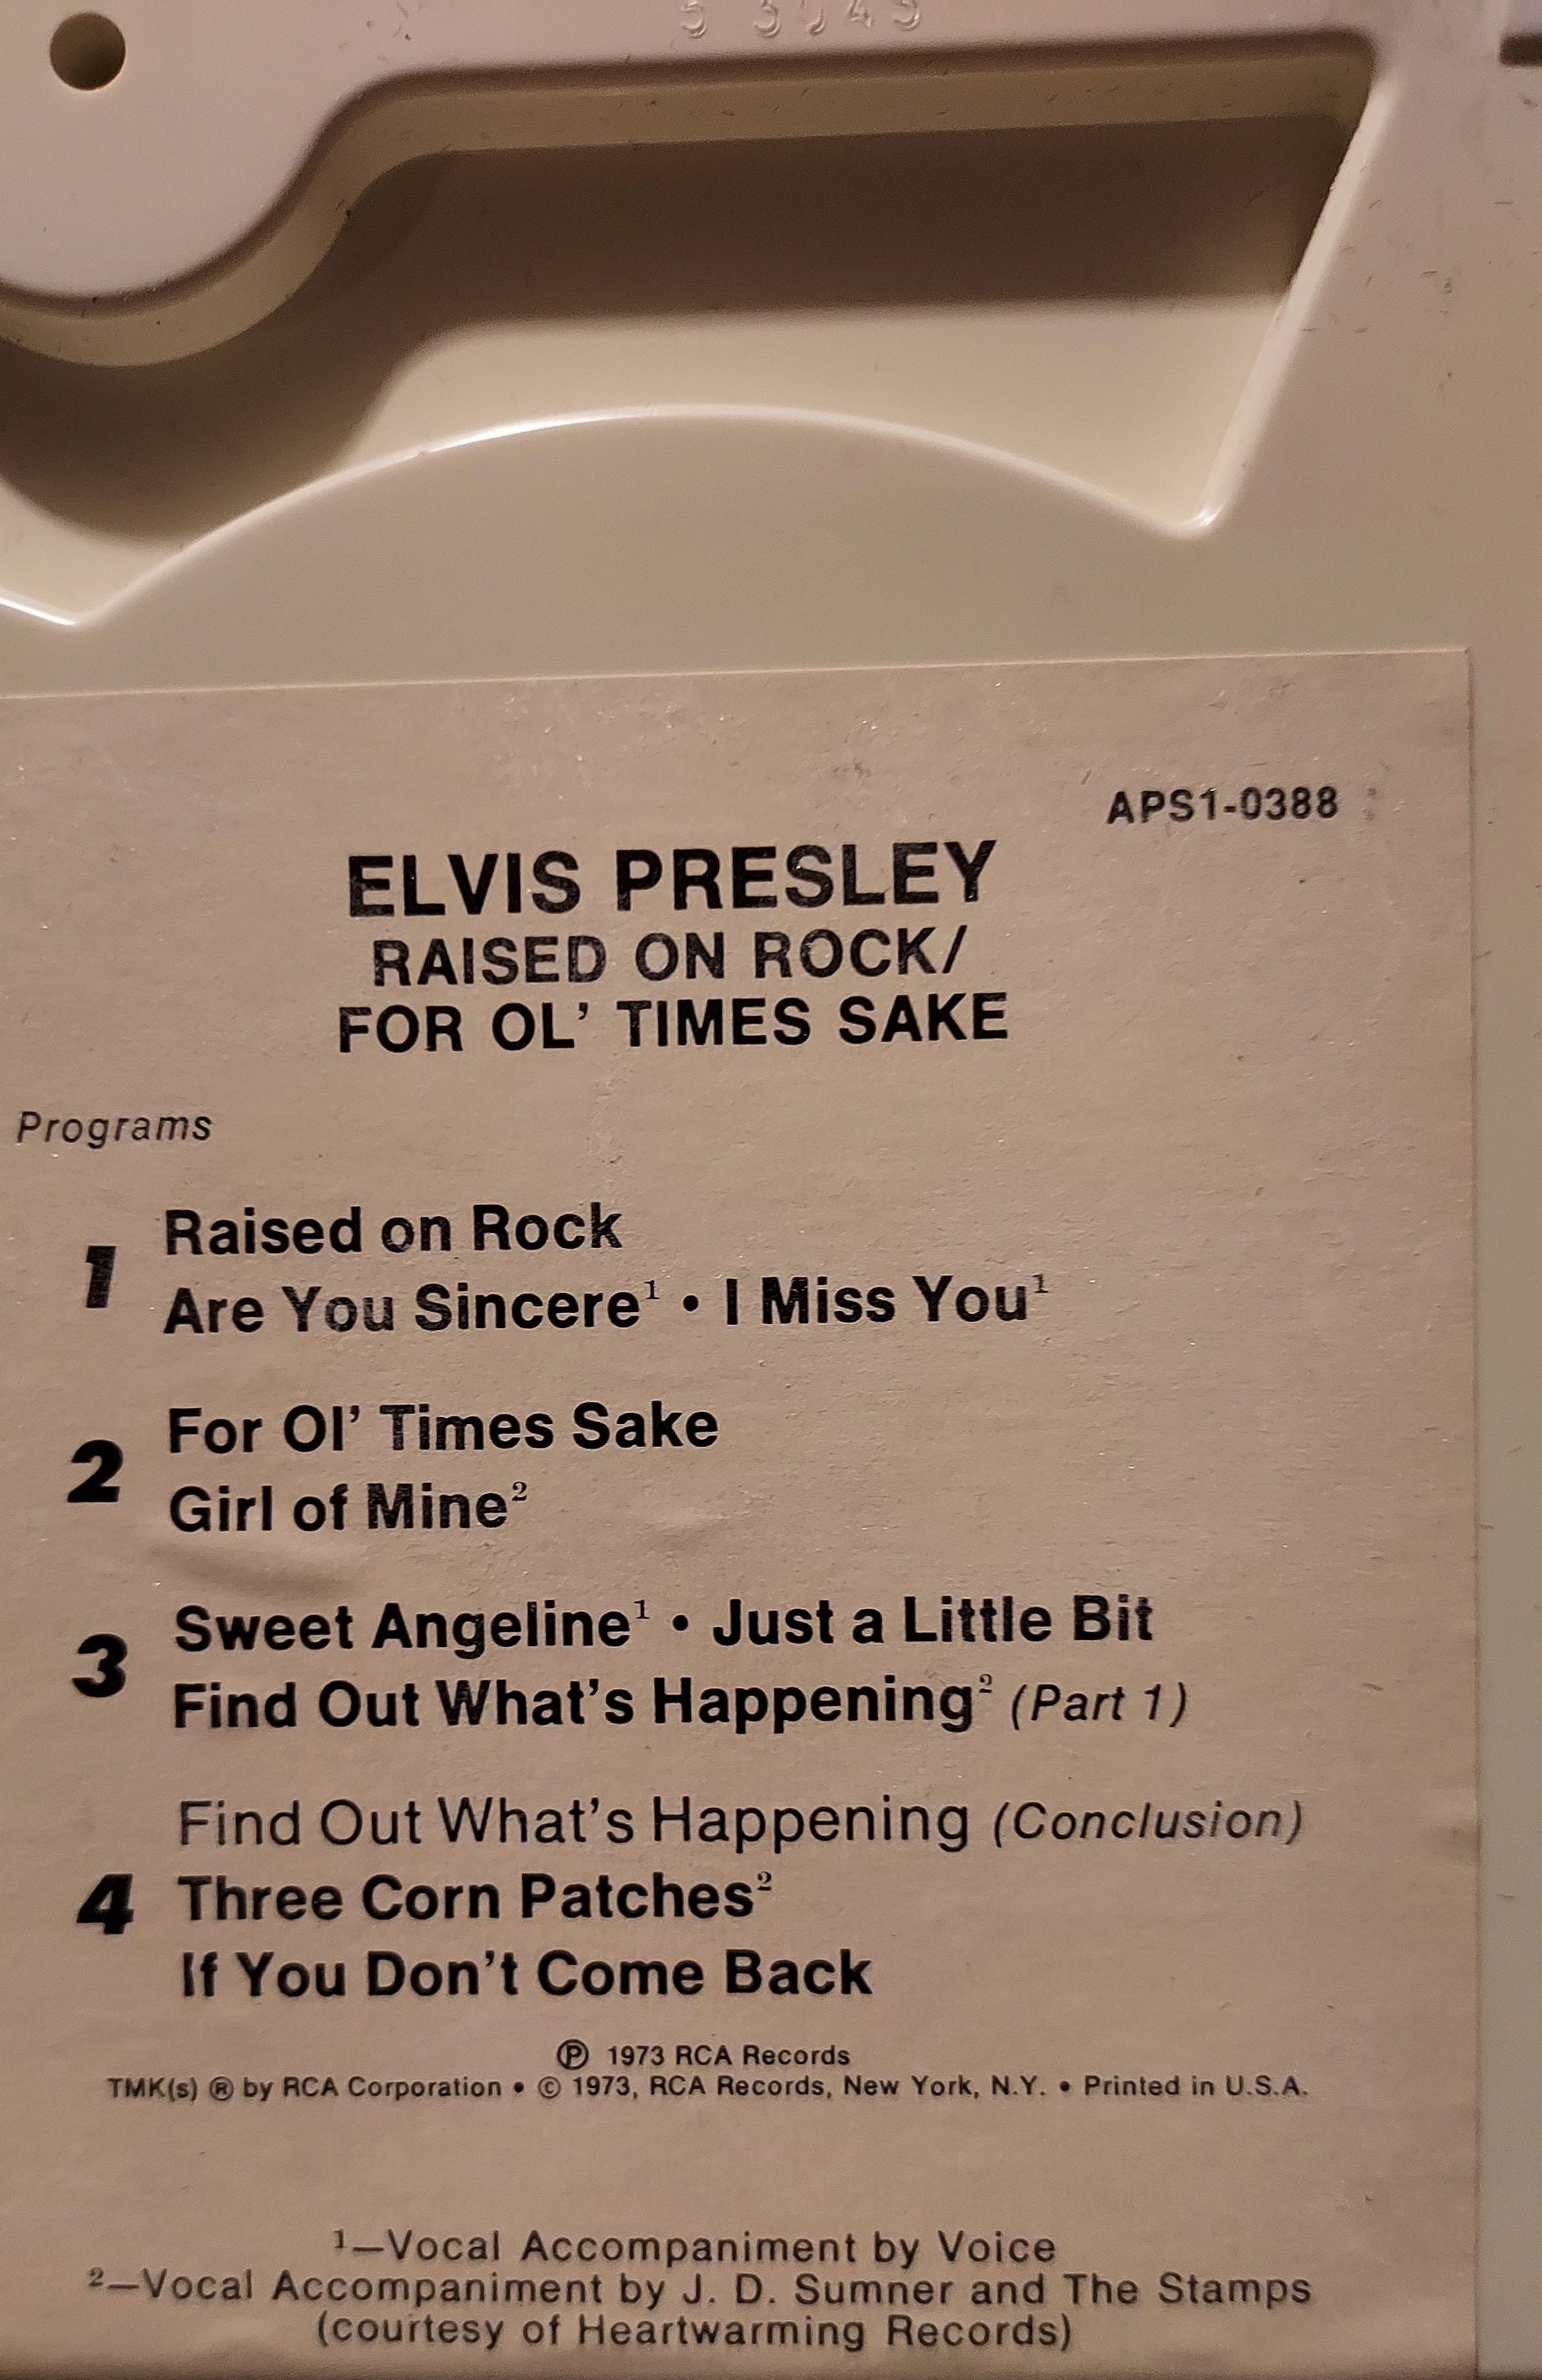 APS1-0388
ELVIS PRESLEY
RAISED ON ROCK/
FOR OL' TIMES SAKE
Programs
1
Raised on Rock
Are You Sincere¹ • I Miss You¹
2
For Ol' Times Sake
Girl of Mine²
3
Sweet Angeline¹ • Just a Little Bit
Find Out What's Happening² (Part 1)
4
Find Out What's Happening (Conclusion)
Three Corn Patches²
If You Don't Come Back
℗ 1973 RCA Records
TMK(s) ® by RCA Corporation • © 1973, RCA Records, New York, N.Y. • Printed in U.S.A.
¹—Vocal Accompaniment by Voice
²—Vocal Accompaniment by J. D. Sumner and The Stamps
(courtesy of Heartwarming Records)